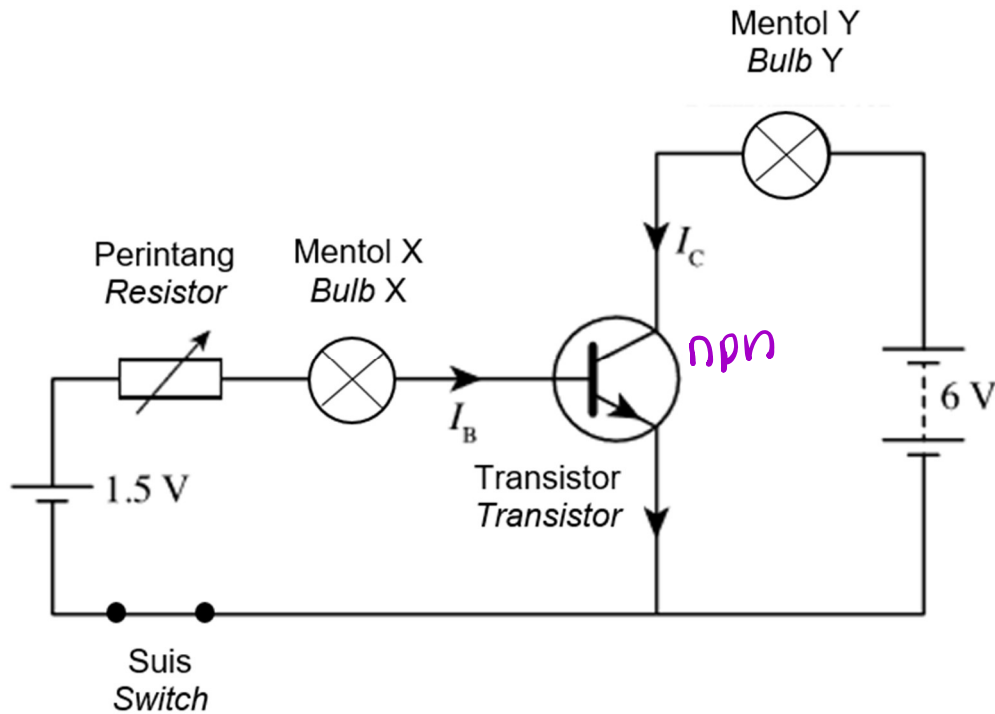 Mentol Y
Bulb Y
I_C
Perintang
Resistor
Mentol X
Bulb X
npn
I_B
6 V
1.5 V
Transistor
Transistor
Suis
Switch